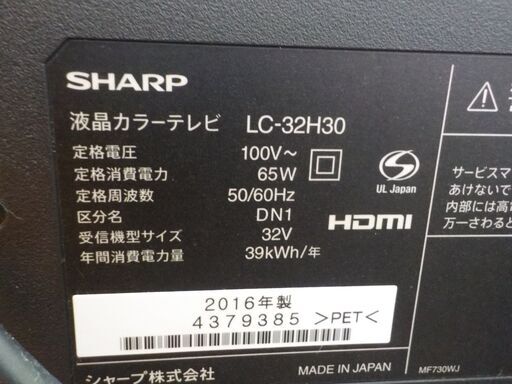 SHARP
液晶カラーテレビ LC-32H30
定格電圧 100V~
定格消費電力 65W
定格周波数 50/60Hz
区分名 DN1
受信機型サイズ 32V
年間消費電力量 39kWh/年
UL Japan
HDMI
2016年製
4379385 >PET<
シャープ株式会社 MADE IN JAPAN
サービスマ
あけないで
内部には高
万一さわると
MF730WJ